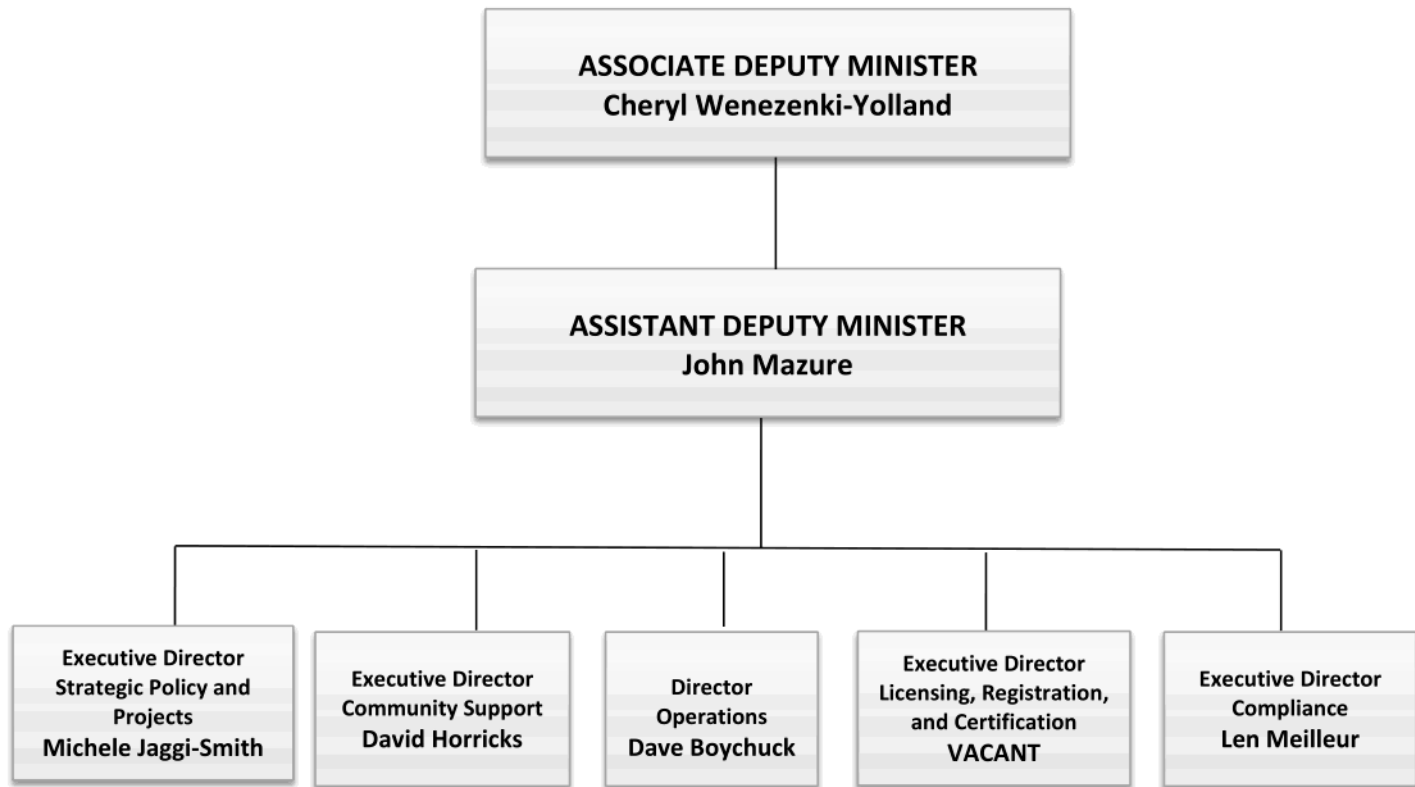 ASSOCIATE DEPUTY MINISTER
Cheryl Wenezenki-Yolland
ASSISTANT DEPUTY MINISTER
John Mazure
Executive Director
Strategic Policy and
Projects
Michele Jaggi-Smith
Executive Director
Community Support
David Horricks
Director
Operations
Dave Boychuck
Executive Director
Licensing, Registration,
and Certification
VACANT
Executive Director
Compliance
Len Meilleur